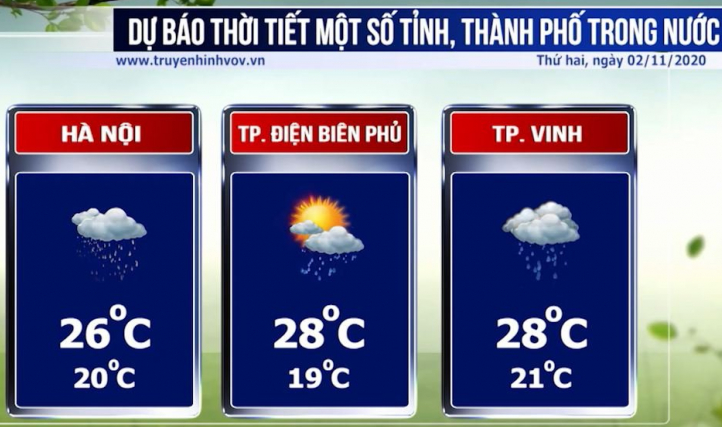 DỰ BÁO THỜI TIẾT MỘT SỐ TỈNH, THÀNH PHỐ TRONG NƯỚC
www.truyenhinhvov.vn Thứ hai, ngày 02/11/2020
HÀ NỘI
26°C
20°C
TP. ĐIỆN BIÊN PHỦ
28°C
19°C
TP. VINH
28°C
21°C